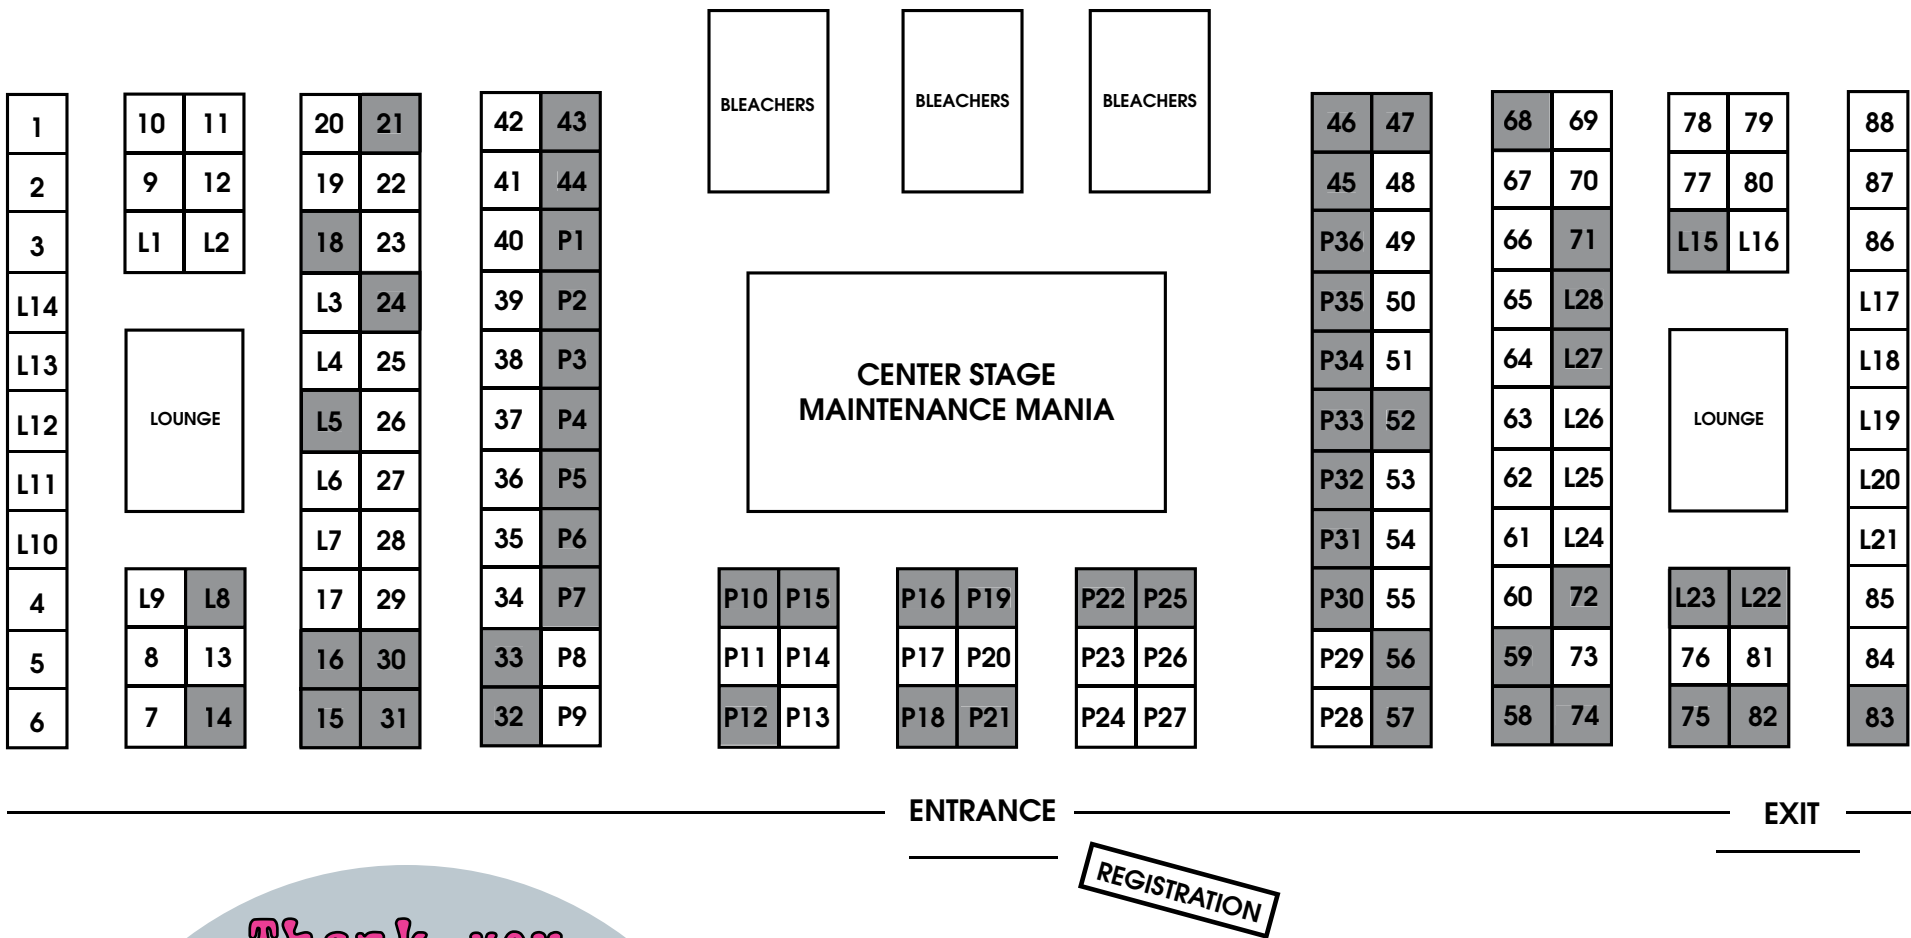 BLEACHERS BLEACHERS BLEACHERS
1 10 11 20 21 42 43 46 47 68 69 78 79 88
2 9 12 19 22 41 44 45 48 67 70 77 80 87
3 L1 L2 18 23 40 P1 P36 49 66 71 L15 L16 86
L14 L3 24 39 P2 P35 50 65 L28 L17
L13 L4 25 38 P3 CENTER STAGE P34 51 64 L27 L18
L12 LOUNGE L5 26 37 P4 MAINTENANCE MANIA P33 52 63 L26 LOUNGE L19
L11 L6 27 36 P5 P32 53 62 L25 L20
L10 L7 28 35 P6 P31 54 61 L24 L21
4 L9 L8 17 29 34 P7 P10 P15 P16 P19 P22 P25 P30 55 60 72 L23 L22 85
5 8 13 16 30 33 P8 P11 P14 P17 P20 P23 P26 P29 56 59 73 76 81 84
6 7 14 15 31 32 P9 P12 P13 P18 P21 P24 P27 P28 57 58 74 75 82 83
ENTRANCE EXIT
REGISTRATION
Thank you